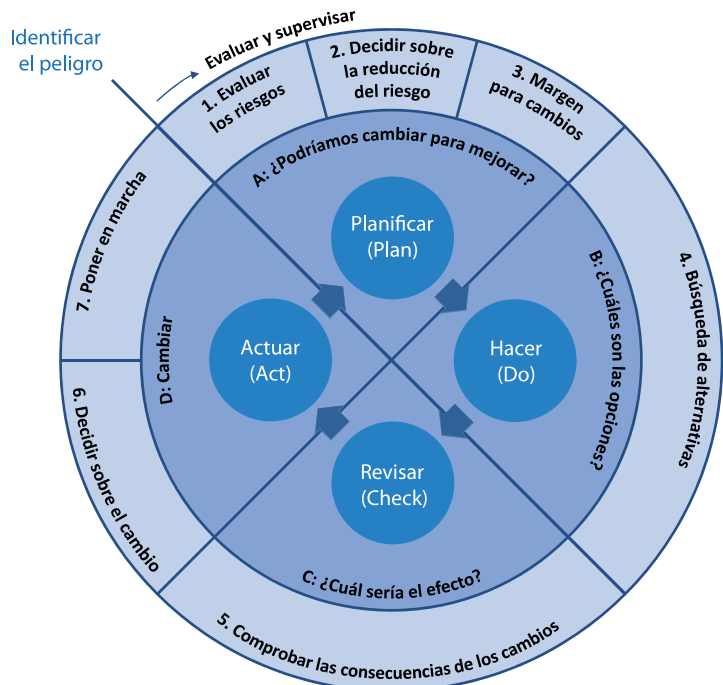 Identificar
el peligro
Evaluar y supervisar
1. Evaluar
los riesgos
2. Decidir sobre
la reducción
del riesgo
3. Margen
para cambios
4. Búsqueda de alternativas
5. Comprobar las consecuencias de los cambios
6. Decidir sobre el cambio
7. Poner en marcha
A: ¿Podríamos cambiar para mejorar?
B: ¿Cuáles son las opciones?
C: ¿Cuál sería el efecto?
D: Cambiar
Planificar
(Plan)
Hacer
(Do)
Revisar
(Check)
Actuar
(Act)